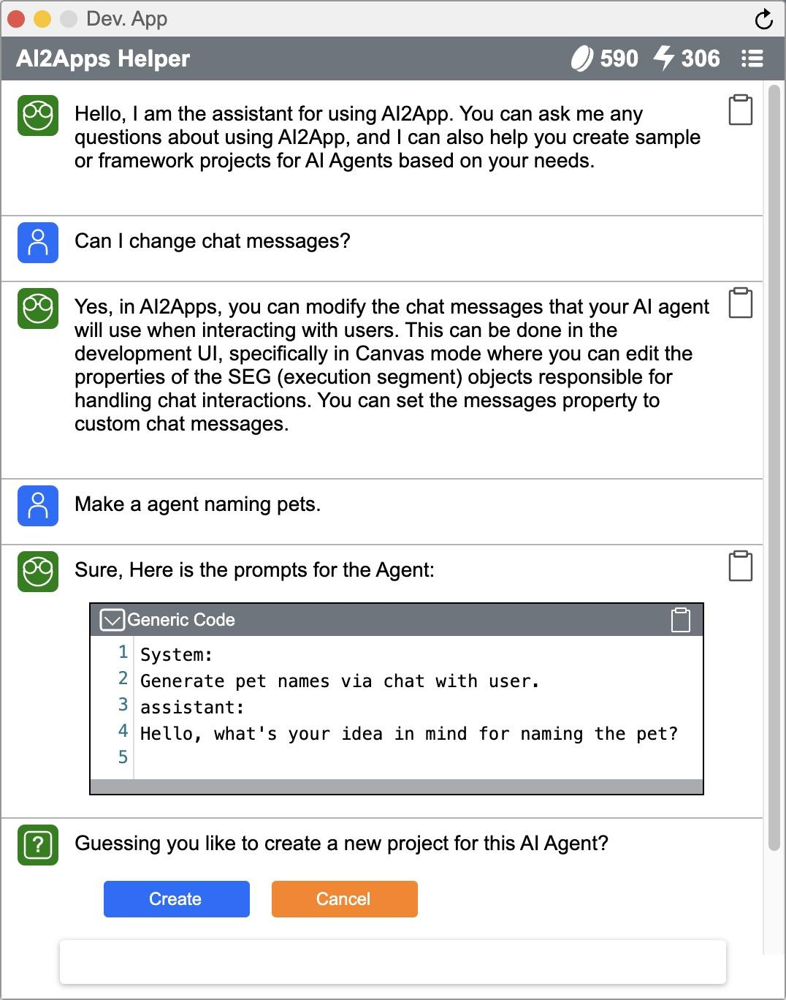 Dev. App
AI2Apps Helper 590 306
Hello, I am the assistant for using AI2App. You can ask me any
questions about using AI2App, and I can also help you create sample
or framework projects for AI Agents based on your needs.
Can I change chat messages?
Yes, in AI2Apps, you can modify the chat messages that your AI agent
will use when interacting with users. This can be done in the
development UI, specifically in Canvas mode where you can edit the
properties of the SEG (execution segment) objects responsible for
handling chat interactions. You can set the messages property to
custom chat messages.
Make a agent naming pets.
Sure, Here is the prompts for the Agent:
Generic Code
1 System:
2 Generate pet names via chat with user.
3 assistant:
4 Hello, what's your idea in mind for naming the pet?
5
? Guessing you like to create a new project for this AI Agent?
Create Cancel